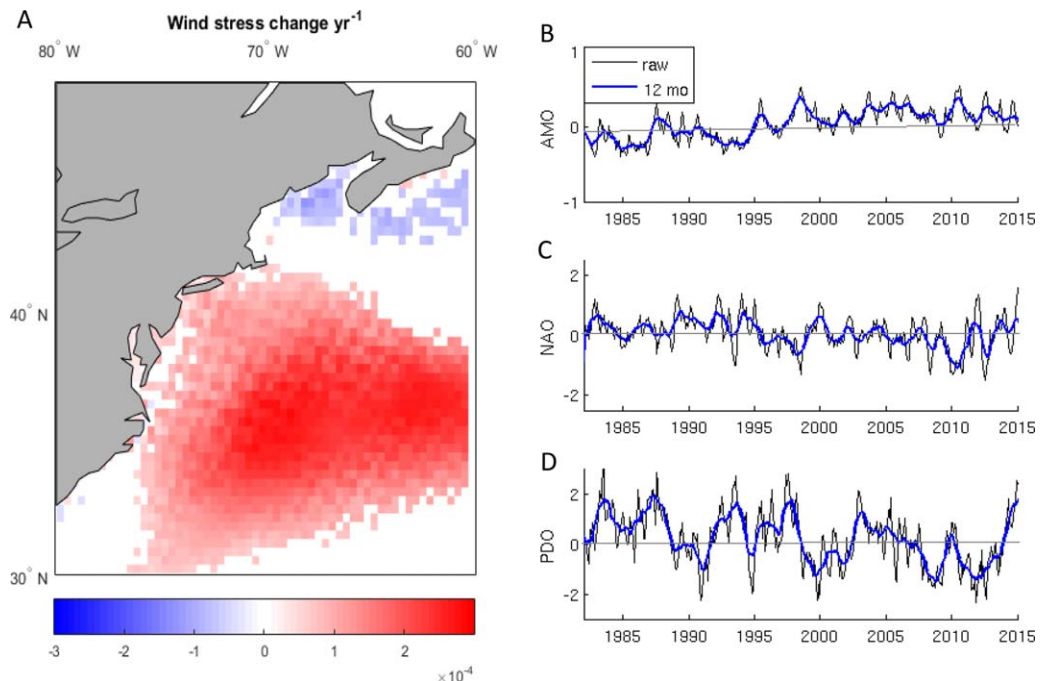 A
Wind stress change yr⁻¹
80° W 70° W 60° W
40° N
30° N
-3 -2 -1 0 1 2
×10⁻⁴
B
1
0
-1
AMO
raw
12 mo
1985 1990 1995 2000 2005 2010 2015
C
2
0
-2
NAO
1985 1990 1995 2000 2005 2010 2015
D
2
0
-2
PDO
1985 1990 1995 2000 2005 2010 2015